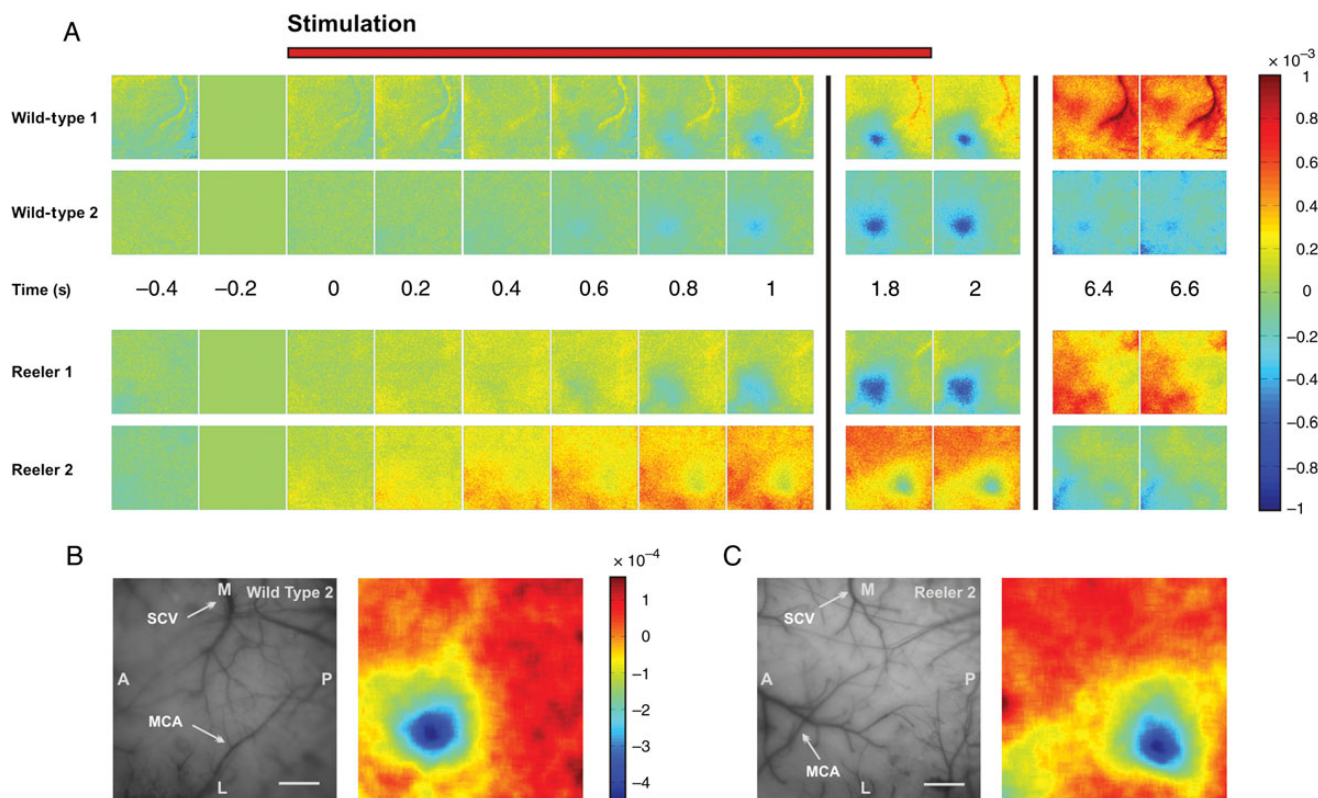 A
Stimulation
Wild-type 1
Wild-type 2
Time (s) –0.4 –0.2 0 0.2 0.4 0.6 0.8 1 1.8 2 6.4 6.6
Reeler 1
Reeler 2
× 10⁻³
1
0.8
0.6
0.4
0.2
0
–0.2
–0.4
–0.6
–0.8
–1
B
M
Wild Type 2
SCV
A
P
MCA
L
× 10⁻⁴
1
0
–1
–2
–3
–4
C
M
Reeler 2
SCV
A
P
MCA
L